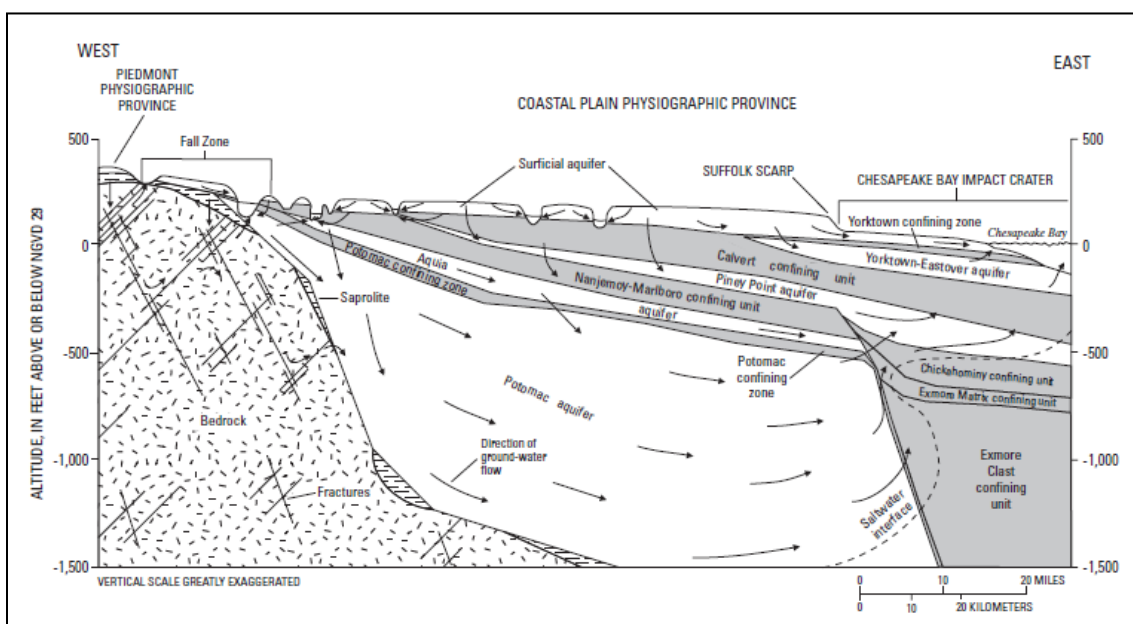 WEST
EAST
PIEDMONT
PHYSIOGRAPHIC
PROVINCE
COASTAL PLAIN PHYSIOGRAPHIC PROVINCE
500
500
Fall Zone
Surficial aquifer
SUFFOLK SCARP
CHESAPEAKE BAY IMPACT CRATER
Yorktown confining zone
Chesapeake Bay
0
0
Yorktown-Eastover aquifer
Calvert confining unit
Aquia
Potomac confining zone
Piney Point aquifer
Nanjemoy-Marlboro confining unit
aquifer
Saprolite
-500
-500
Potomac
confining
zone
Chickahominy confining unit
Exmore Matrix confining unit
Potomac aquifer
Bedrock
Direction of
ground-water
flow
Exmore
Clast
confining
unit
-1,000
-1,000
Fractures
Saltwater
interface
-1,500
-1,500
ALTITUDE, IN FEET ABOVE OR BELOW NGVD 29
VERTICAL SCALE GREATLY EXAGGERATED
0 10 20 MILES
0 10 20 KILOMETERS